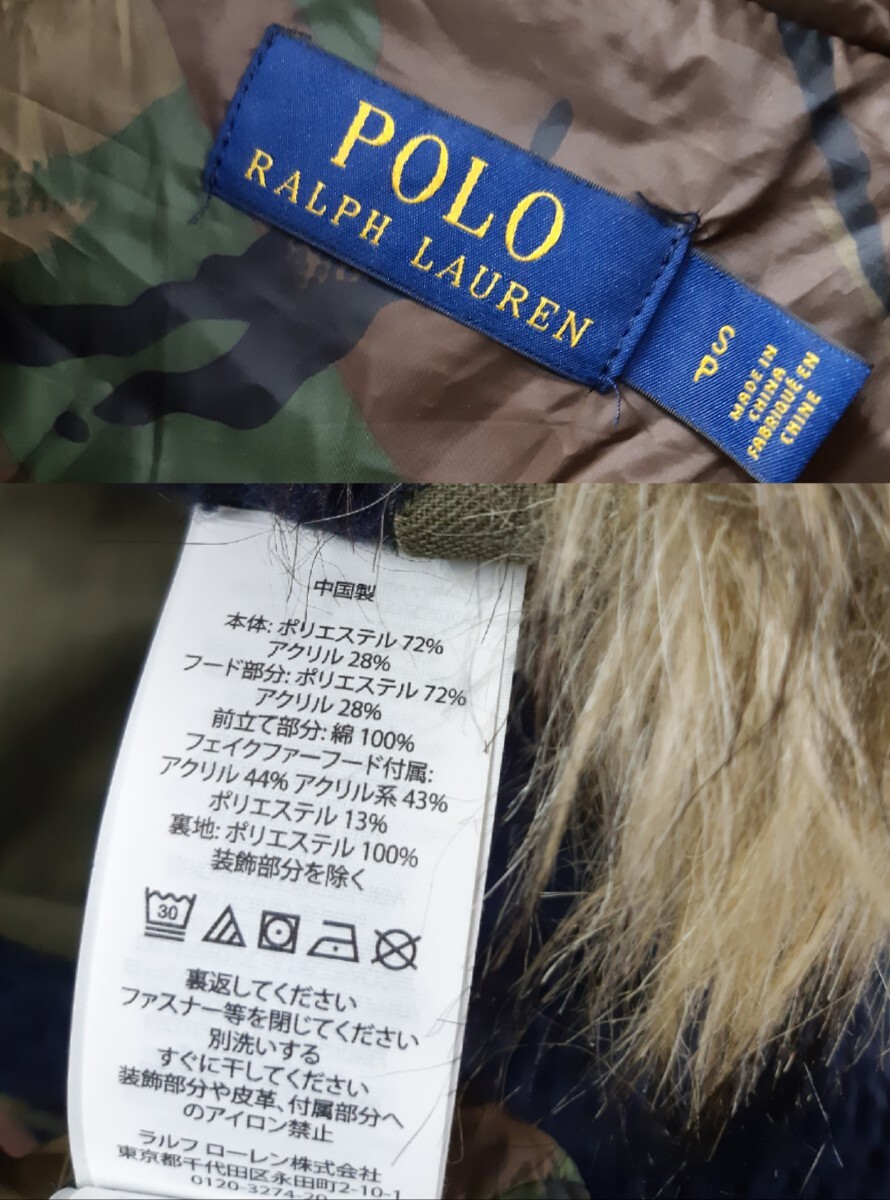 POLO
RALPH LAUREN
SP
MADE IN
CHINA
FABRIQUÉ EN
CHINE
中国製
本体: ポリエステル 72%
アクリル 28%
フード部分: ポリエステル 72%
アクリル 28%
前立て部分: 綿 100%
フェイクファーフード付属:
アクリル 44% アクリル系 43%
ポリエステル 13%
裏地: ポリエステル 100%
装飾部分を除く
30
裏返してください
ファスナー等を閉じてください
別洗いする
すぐに干してください
装飾部分や皮革、付属部分へ
のアイロン禁止
ラルフ ローレン株式会社
東京都千代田区永田町2-10-1
0120-3274-20